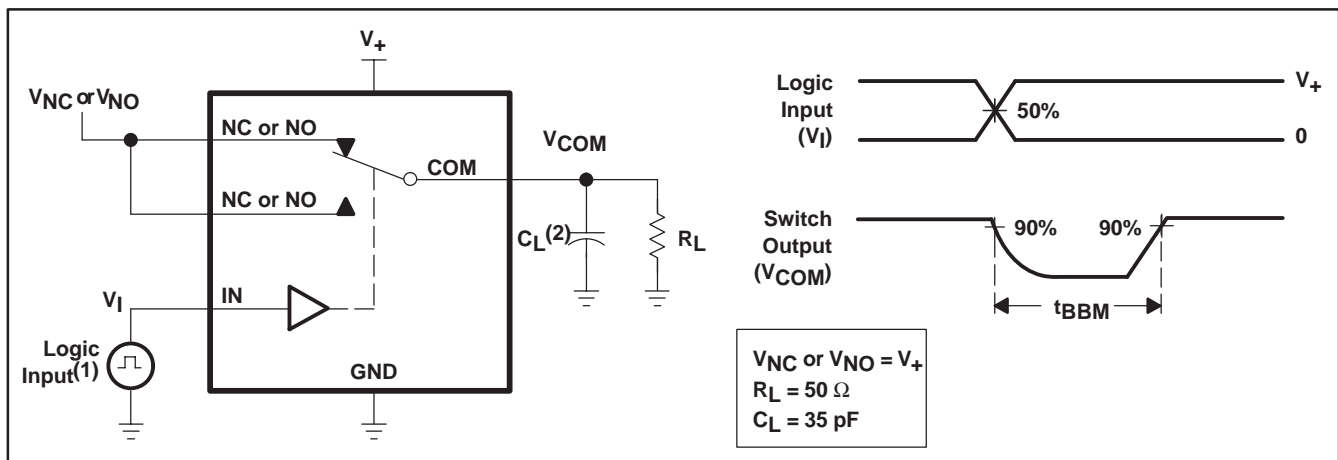 V+
VNC or VNO
NC or NO
COM
VCOM
NC or NO
CL(2)
RL
VI
IN
Logic
Input(1)
GND
Logic
Input
(VI)
V+
50%
0
Switch
Output
(VCOM)
90%
90%
tBBM
VNC or VNO = V+
RL = 50 Ω
CL = 35 pF